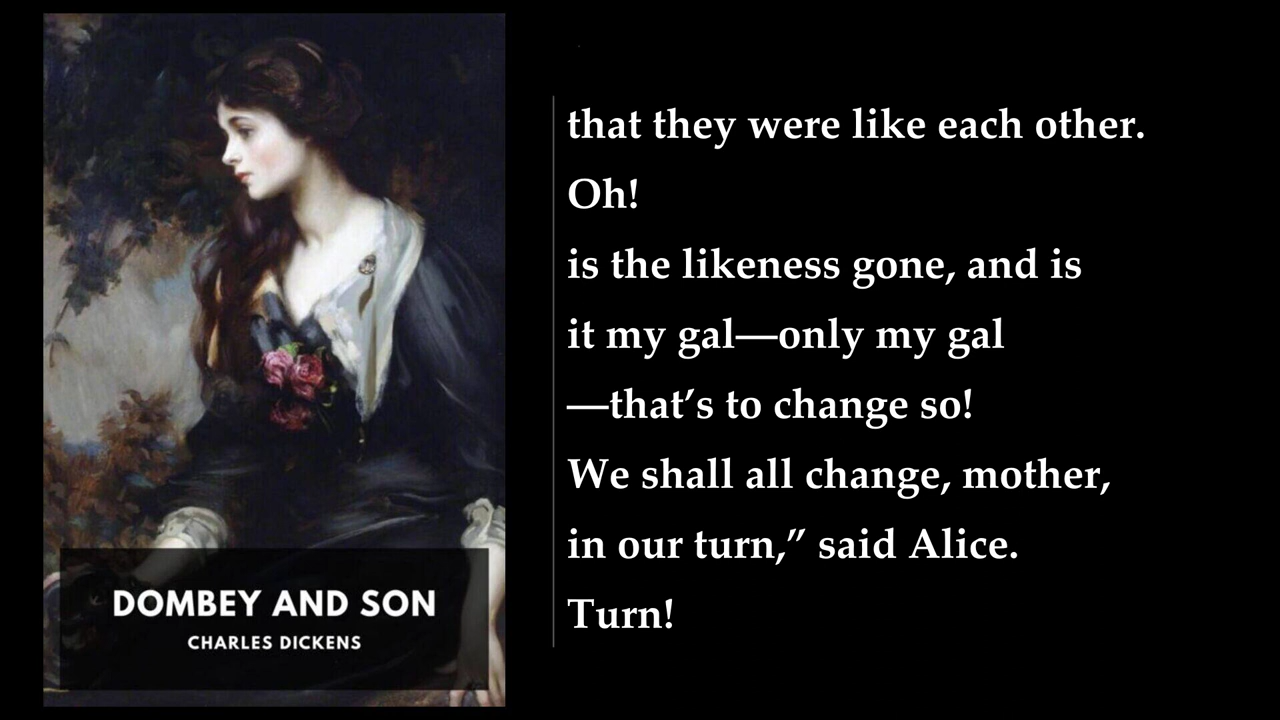 DOMBEY AND SON
CHARLES DICKENS
that they were like each other.
Oh!
is the likeness gone, and is
it my gal—only my gal
—that’s to change so!
We shall all change, mother,
in our turn,” said Alice.
Turn!